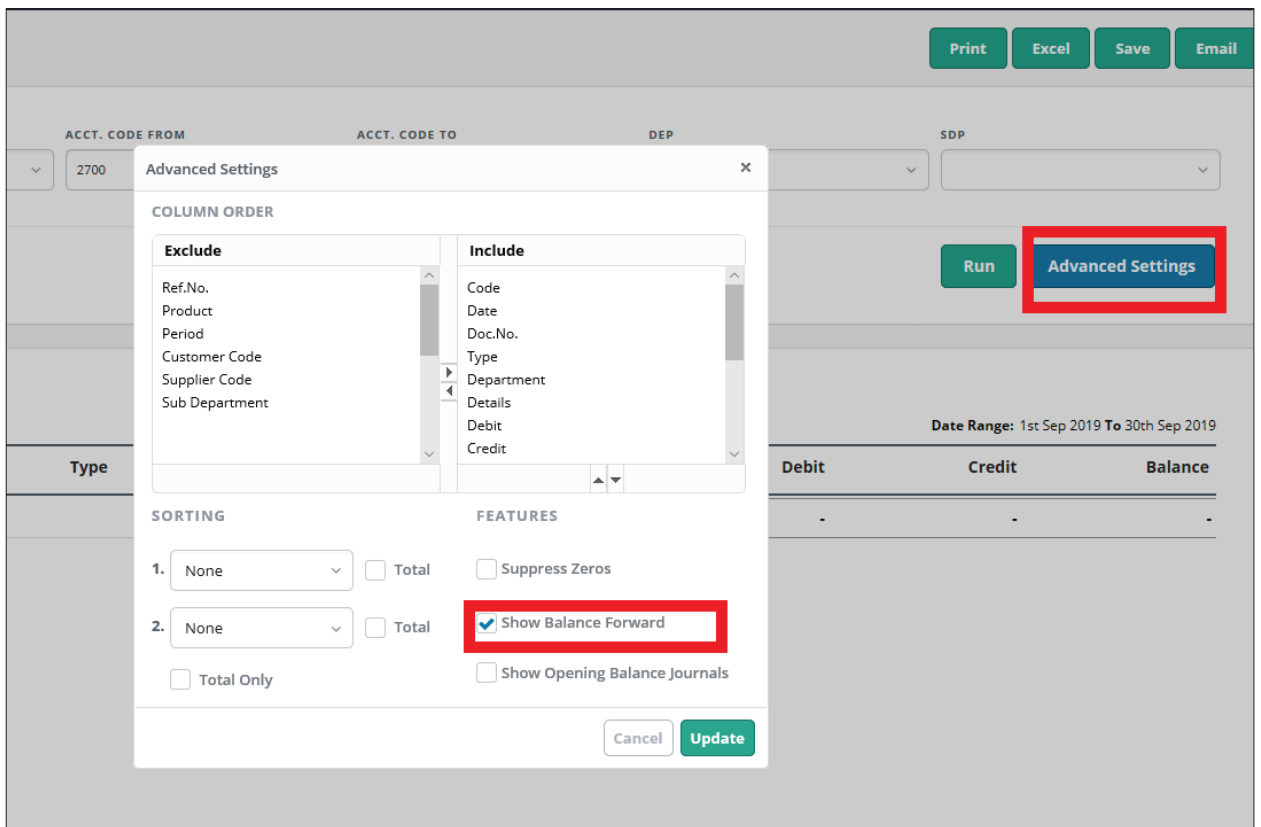 Print Excel Save Email
ACCT. CODE FROM ACCT. CODE TO DEP SDP
2700
Advanced Settings
COLUMN ORDER
Exclude Include
Ref.No. Code
Product Date
Period Doc.No.
Customer Code Type
Supplier Code Department
Sub Department Details
Debit
Credit
Run Advanced Settings
Date Range: 1st Sep 2019 To 30th Sep 2019
Type Debit Credit Balance
- - -
SORTING FEATURES
1. None Total Suppress Zeros
2. None Total Show Balance Forward
Total Only Show Opening Balance Journals
Cancel Update